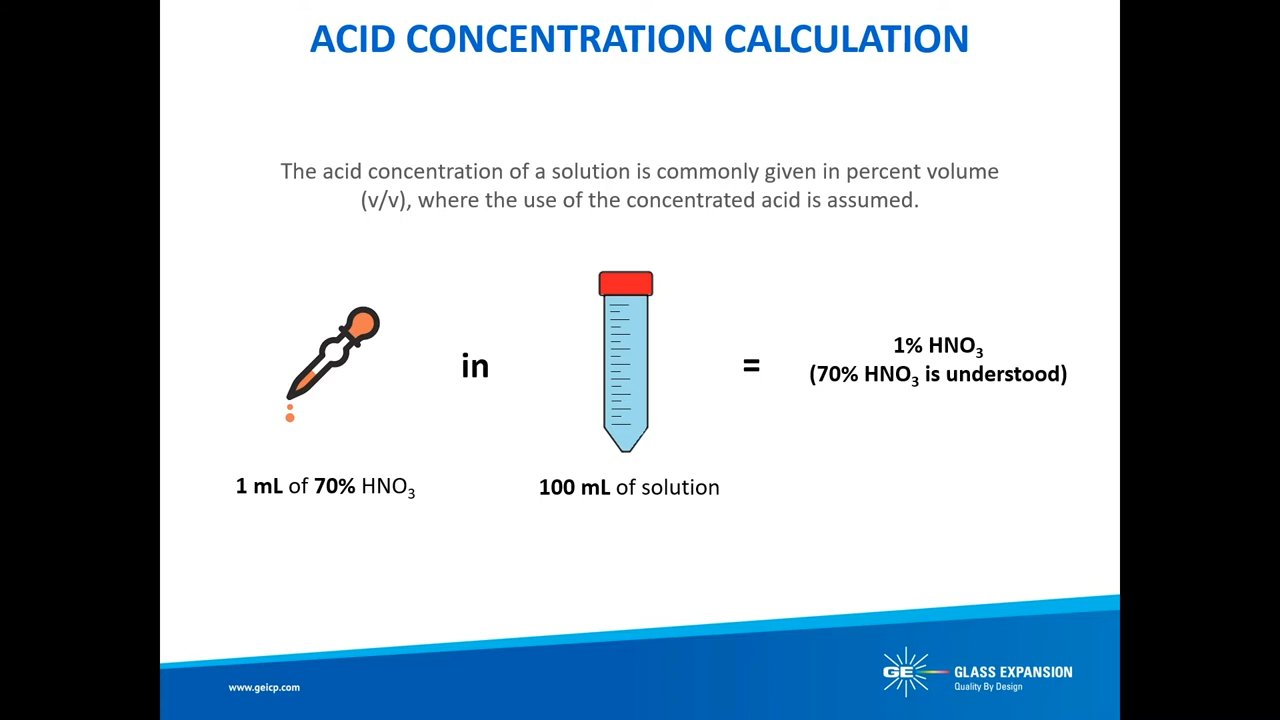 ACID CONCENTRATION CALCULATION
The acid concentration of a solution is commonly given in percent volume
(v/v), where the use of the concentrated acid is assumed.
in
=
1% HNO₃
(70% HNO₃ is understood)
1 mL of 70% HNO₃
100 mL of solution
www.geicp.com
GE
GLASS EXPANSION
Quality By Design